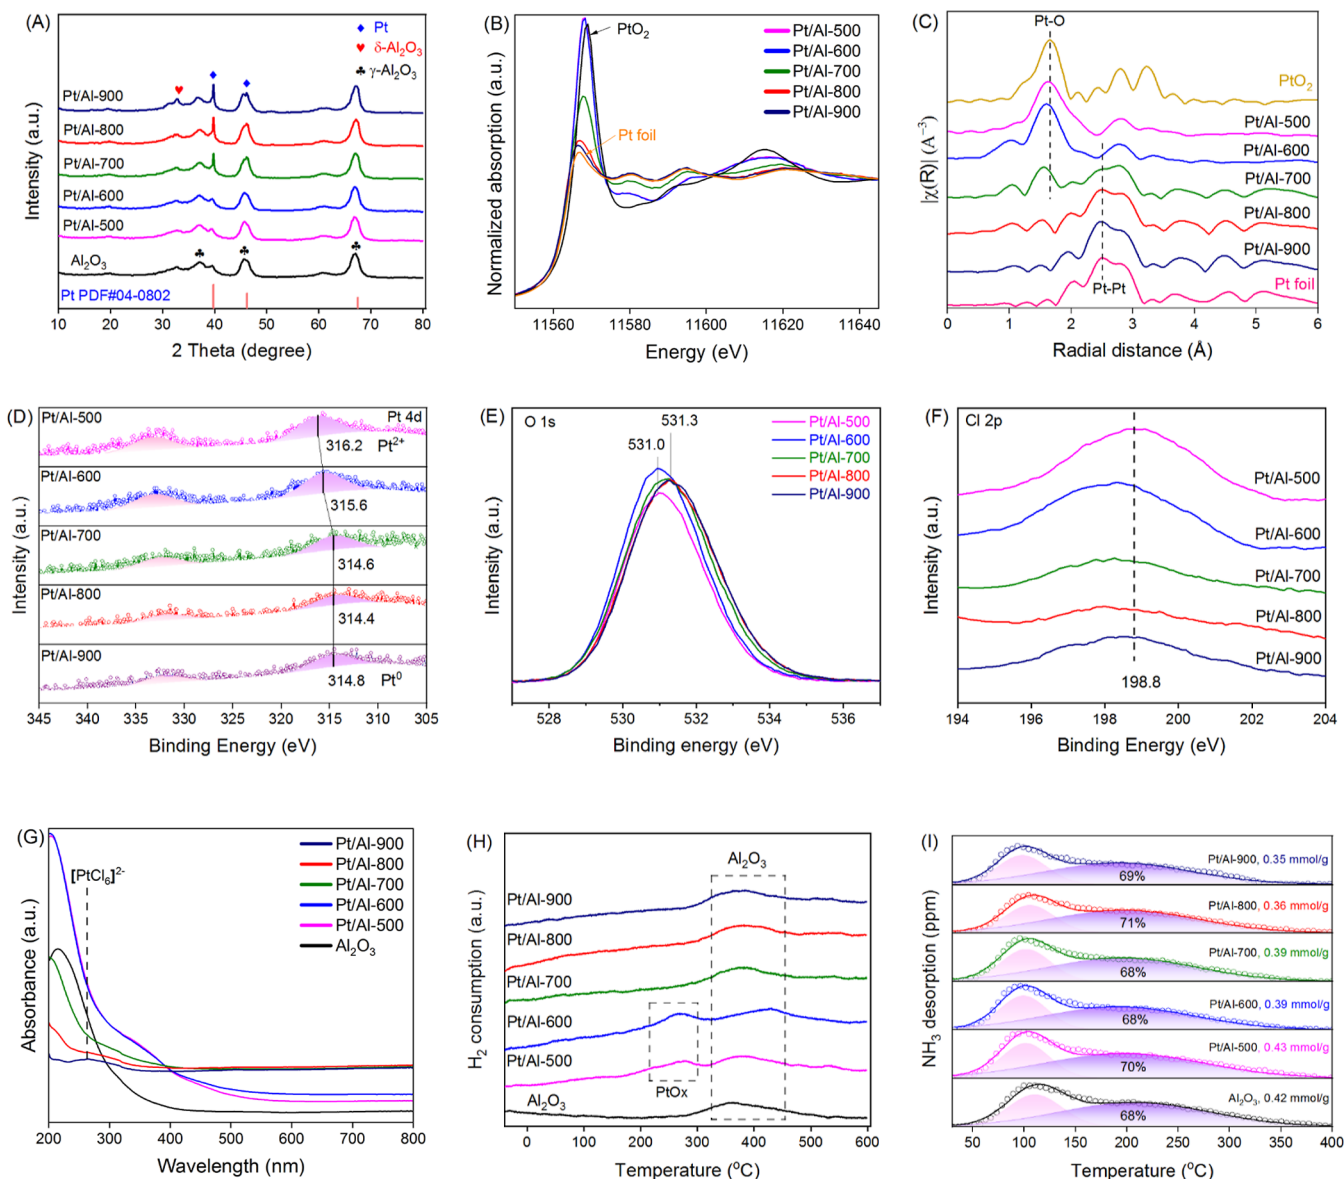 (A)
♦ Pt
♥ δ-Al₂O₃
♣ γ-Al₂O₃
Pt/Al-900
Pt/Al-800
Pt/Al-700
Pt/Al-600
Pt/Al-500
Al₂O₃
Pt PDF#04-0802
Intensity (a.u.)
10 20 30 40 50 60 70 80
2 Theta (degree)
(B)
PtO₂
Pt/Al-500
Pt/Al-600
Pt/Al-700
Pt/Al-800
Pt/Al-900
Pt foil
Normalized absorption (a.u.)
11560 11580 11600 11620 11640
Energy (eV)
(C)
Pt-O
PtO₂
Pt/Al-500
Pt/Al-600
Pt/Al-700
Pt/Al-800
Pt/Al-900
Pt-Pt
Pt foil
|χ(R)| (A⁻³)
0 1 2 3 4 5 6
Radial distance (Å)
(D)
Pt/Al-500
Pt 4d
316.2
Pt²⁺
Pt/Al-600
315.6
Pt/Al-700
314.6
Pt/Al-800
314.4
Pt/Al-900
314.8
Pt⁰
Intensity (a.u.)
345 340 335 330 325 320 315 310 305
Binding Energy (eV)
(E)
O 1s
531.3
531.0
Pt/Al-500
Pt/Al-600
Pt/Al-700
Pt/Al-800
Pt/Al-900
Intensity (a.u.)
528 530 532 534 536
Binding energy (eV)
(F)
Cl 2p
Pt/Al-500
Pt/Al-600
Pt/Al-700
Pt/Al-800
Pt/Al-900
198.8
Intensity (a.u.)
194 196 198 200 202 204
Binding Energy (eV)
(G)
[PtCl₆]²⁻
Pt/Al-900
Pt/Al-800
Pt/Al-700
Pt/Al-600
Pt/Al-500
Al₂O₃
Absorbance (a.u.)
200 300 400 500 600 700 800
Wavelength (nm)
(H)
Al₂O₃
Pt/Al-900
Pt/Al-800
Pt/Al-700
Pt/Al-600
Pt/Al-500
PtOx
Al₂O₃
H₂ consumption (a.u.)
0 100 200 300 400 500 600
Temperature (°C)
(I)
Pt/Al-900, 0.35 mmol/g
69%
Pt/Al-800, 0.36 mmol/g
71%
Pt/Al-700, 0.39 mmol/g
68%
Pt/Al-600, 0.39 mmol/g
68%
Pt/Al-500, 0.43 mmol/g
70%
Al₂O₃, 0.42 mmol/g
68%
NH₃ desorption (ppm)
50 100 150 200 250 300 350 400
Temperature (°C)